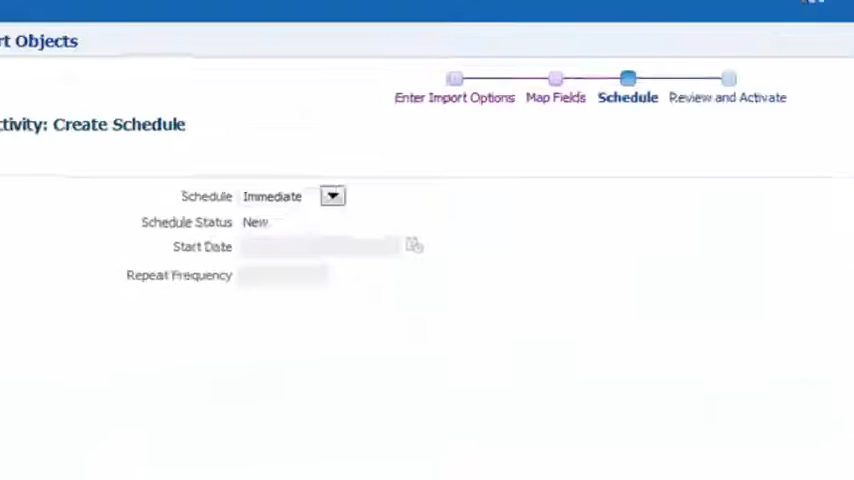 rt Objects
Enter Import Options Map Fields Schedule Review and Activate
ctivity: Create Schedule
Schedule Immediate
Schedule Status New
Start Date
Repeat Frequency